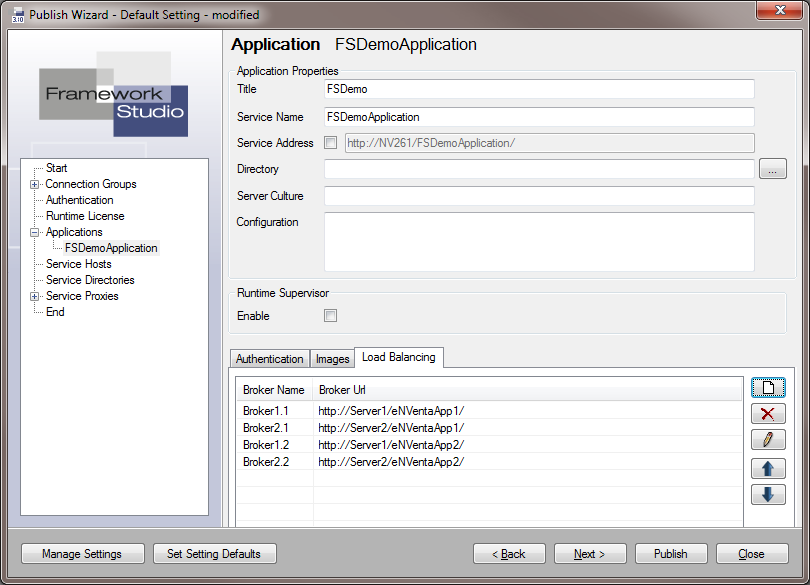 Publish Wizard - Default Setting - modified
3.10
Framework
Studio
Start
Connection Groups
Authentication
Runtime License
Applications
FSDemoApplication
Service Hosts
Service Directories
Service Proxies
End
Application FSDemoApplication
Application Properties
Title FSDemo
Service Name FSDemoApplication
Service Address http://NV261/FSDemoApplication/
Directory ...
Server Culture
Configuration
Runtime Supervisor
Enable
Authentication Images Load Balancing
Broker Name Broker Url
Broker1.1 http://Server1/eNVentaApp1/
Broker2.1 http://Server2/eNVentaApp1/
Broker1.2 http://Server1/eNVentaApp2/
Broker2.2 http://Server2/eNVentaApp2/
Manage Settings Set Setting Defaults < Back Next > Publish Close